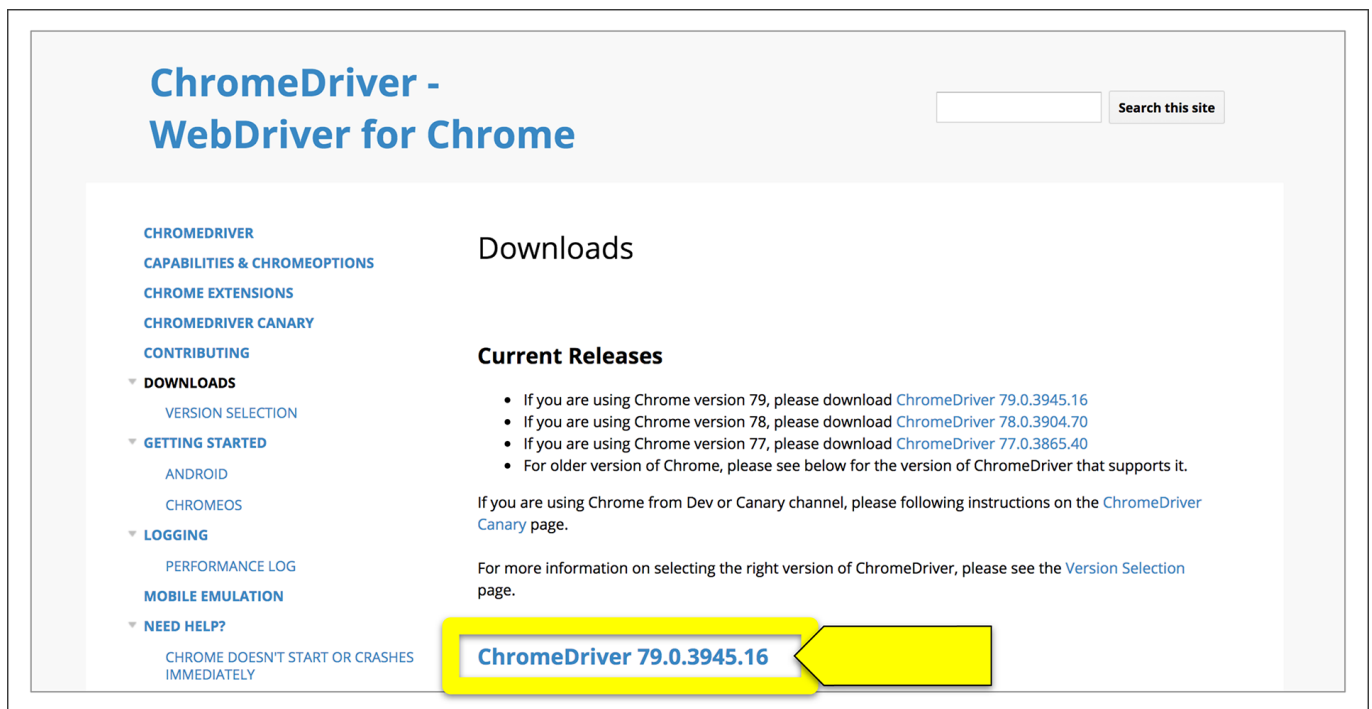 ChromeDriver -
WebDriver for Chrome
Search this site
CHROMEDRIVER
CAPABILITIES & CHROMEOPTIONS
CHROME EXTENSIONS
CHROMEDRIVER CANARY
CONTRIBUTING
DOWNLOADS
VERSION SELECTION
GETTING STARTED
ANDROID
CHROMEOS
LOGGING
PERFORMANCE LOG
MOBILE EMULATION
NEED HELP?
CHROME DOESN'T START OR CRASHES
IMMEDIATELY
Downloads
Current Releases
• If you are using Chrome version 79, please download ChromeDriver 79.0.3945.16
• If you are using Chrome version 78, please download ChromeDriver 78.0.3904.70
• If you are using Chrome version 77, please download ChromeDriver 77.0.3865.40
• For older version of Chrome, please see below for the version of ChromeDriver that supports it.
If you are using Chrome from Dev or Canary channel, please following instructions on the ChromeDriver
Canary page.
For more information on selecting the right version of ChromeDriver, please see the Version Selection
page.
ChromeDriver 79.0.3945.16